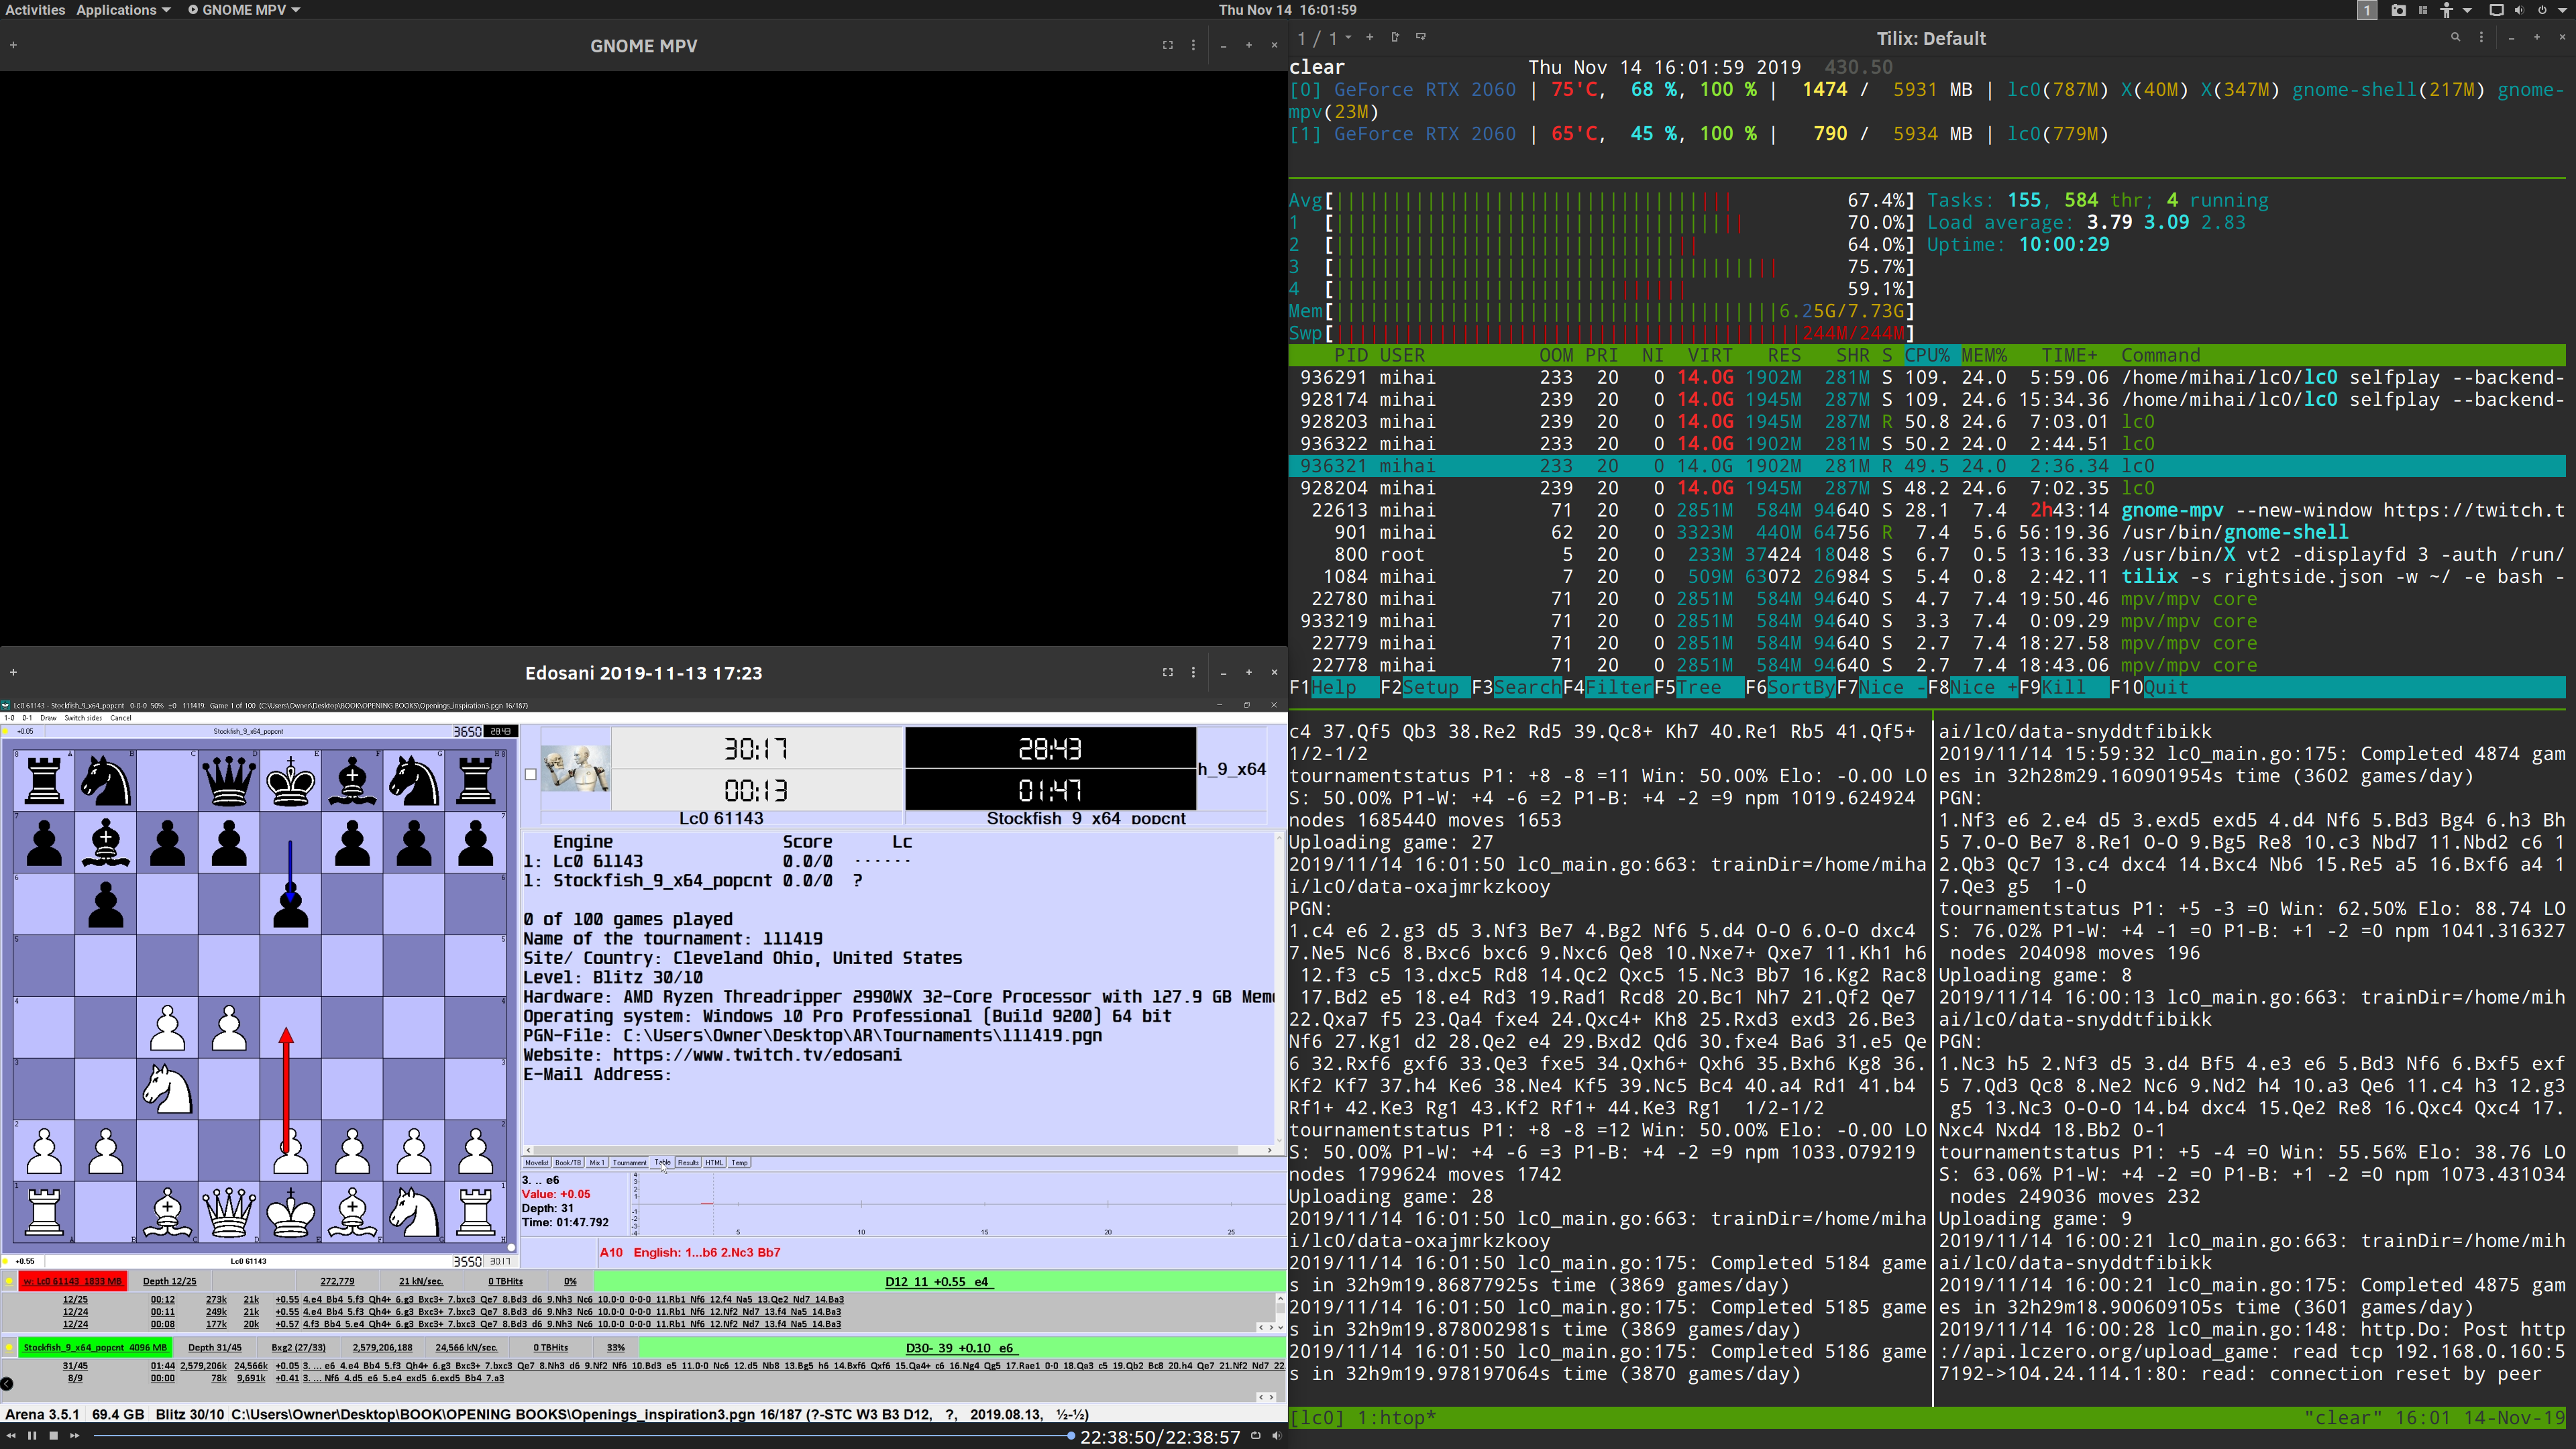 Activities Applications GNOME MPV Thu Nov 14 16:01:59 1
GNOME MPV
1 / 1 Tilix: Default
clear Thu Nov 14 16:01:59 2019 430.50
[0] GeForce RTX 2060 | 75'C, 68 %, 100 % | 1474 / 5931 MB | lc0(787M) X(40M) X(347M) gnome-shell(217M) gnome-
mpv(23M)
[1] GeForce RTX 2060 | 65'C, 45 %, 100 % | 790 / 5934 MB | lc0(779M)
Avg[ 67.4%] Tasks: 155, 584 thr; 4 running
1 [ 70.0%] Load average: 3.79 3.09 2.83
2 [ 64.0%] Uptime: 10:00:29
3 [ 75.7%]
4 [ 59.1%]
Mem[ 6.25G/7.73G]
Swp[ 244M/244M]
PID USER OOM PRI NI VIRT RES SHR S CPU% MEM% TIME+ Command
936291 mihai 233 20 0 14.0G 1902M 281M S 109. 24.0 5:59.06 /home/mihai/lc0/lc0 selfplay --backend-
928174 mihai 239 20 0 14.0G 1945M 287M S 109. 24.6 15:34.36 /home/mihai/lc0/lc0 selfplay --backend-
928203 mihai 239 20 0 14.0G 1945M 287M R 50.8 24.6 7:03.01 lc0
936322 mihai 233 20 0 14.0G 1902M 281M S 50.2 24.0 2:44.51 lc0
936321 mihai 233 20 0 14.0G 1902M 281M R 49.5 24.0 2:36.34 lc0
928204 mihai 239 20 0 14.0G 1945M 287M S 48.2 24.6 7:02.35 lc0
22613 mihai 71 20 0 2851M 584M 94640 S 28.1 7.4 2h43:14 gnome-mpv --new-window https://twitch.t
901 mihai 62 20 0 3323M 440M 64756 R 7.4 5.6 56:19.36 /usr/bin/gnome-shell
800 root 5 20 0 233M 37424 18048 S 6.7 0.5 13:16.33 /usr/bin/X vt2 -displayfd 3 -auth /run/
1084 mihai 7 20 0 509M 63072 26984 S 5.4 0.8 2:42.11 tilix -s rightside.json -w ~/ -e bash -
22780 mihai 71 20 0 2851M 584M 94640 S 4.7 7.4 19:50.46 mpv/mpv core
933219 mihai 71 20 0 2851M 584M 94640 S 3.3 7.4 0:09.29 mpv/mpv core
22779 mihai 71 20 0 2851M 584M 94640 S 2.7 7.4 18:27.58 mpv/mpv core
22778 mihai 71 20 0 2851M 584M 94640 S 2.7 7.4 18:43.06 mpv/mpv core
F1Help F2Setup F3SearchF4FilterF5Tree F6SortByF7Nice -F8Nice +F9Kill F10Quit
c4 37.Qf5 Qb3 38.Re2 Rd5 39.Qc8+ Kh7 40.Re1 Rb5 41.Qf5+
1/2-1/2
tournamentstatus P1: +8 -8 =11 Win: 50.00% Elo: -0.00 LO
S: 50.00% P1-W: +4 -6 =2 P1-B: +4 -2 =9 npm 1019.624924
nodes 1685440 moves 1653
Uploading game: 27
2019/11/14 16:01:50 lc0_main.go:663: trainDir=/home/miha
i/lc0/data-oxajmrkzkooy
PGN:
1.c4 e6 2.g3 d5 3.Nf3 Be7 4.Bg2 Nf6 5.d4 O-O 6.O-O dxc4
7.Ne5 Nc6 8.Bxc6 bxc6 9.Nxc6 Qe8 10.Nxe7+ Qxe7 11.Kh1 h6
12.f3 c5 13.dxc5 Rd8 14.Qc2 Qxc5 15.Nc3 Bb7 16.Kg2 Rac8
17.Bd2 e5 18.e4 Rd3 19.Rad1 Rcd8 20.Bc1 Nh7 21.Qf2 Qe7
22.Qxa7 f5 23.Qa4 fxe4 24.Qxc4+ Kh8 25.Rxd3 exd3 26.Be3
Nf6 27.Kg1 d2 28.Qe2 e4 29.Bxd2 Qd6 30.fxe4 Ba6 31.e5 Qe
6 32.Rxf6 gxf6 33.Qe3 fxe5 34.Qxh6+ Qxh6 35.Bxh6 Kg8 36.
Kf2 Kf7 37.h4 Ke6 38.Ne4 Kf5 39.Nc5 Bc4 40.a4 Rd1 41.b4
Rf1+ 42.Ke3 Rg1 43.Kf2 Rf1+ 44.Ke3 Rg1 1/2-1/2
tournamentstatus P1: +8 -8 =12 Win: 50.00% Elo: -0.00 LO
S: 50.00% P1-W: +4 -6 =3 P1-B: +4 -2 =9 npm 1033.079219
nodes 1799624 moves 1742
Uploading game: 28
2019/11/14 16:01:50 lc0_main.go:663: trainDir=/home/miha
i/lc0/data-oxajmrkzkooy
2019/11/14 16:01:50 lc0_main.go:175: Completed 5184 game
s in 32h9m19.86877925s time (3869 games/day)
2019/11/14 16:01:50 lc0_main.go:175: Completed 5185 game
s in 32h9m19.878002981s time (3869 games/day)
2019/11/14 16:01:50 lc0_main.go:175: Completed 5186 game
s in 32h9m19.978197064s time (3870 games/day)
ai/lc0/data-snyddtfibikk
2019/11/14 15:59:32 lc0_main.go:175: Completed 4874 gam
es in 32h28m29.160901954s time (3602 games/day)
PGN:
1.Nf3 e6 2.e4 d5 3.exd5 exd5 4.d4 Nf6 5.Bd3 Bg4 6.h3 Bh
5 7.O-O Be7 8.Re1 O-O 9.Bg5 Re8 10.c3 Nbd7 11.Nbd2 c6 1
2.Qb3 Qc7 13.c4 dxc4 14.Bxc4 Nb6 15.Re5 a5 16.Bxf6 a4 1
7.Qe3 g5 1-0
tournamentstatus P1: +5 -3 =0 Win: 62.50% Elo: 88.74 LO
S: 76.02% P1-W: +4 -1 =0 P1-B: +1 -2 =0 npm 1041.316327
nodes 204098 moves 196
Uploading game: 8
2019/11/14 16:00:13 lc0_main.go:663: trainDir=/home/mih
ai/lc0/data-snyddtfibikk
PGN:
1.Nc3 h5 2.Nf3 d5 3.d4 Bf5 4.e3 e6 5.Bd3 Nf6 6.Bxf5 exf
5 7.Qd3 Qc8 8.Ne2 Nc6 9.Nd2 h4 10.a3 Qe6 11.c4 h3 12.g3
g5 13.Nc3 O-O-O 14.b4 dxc4 15.Qe2 Re8 16.Qxc4 Qxc4 17.
Nxc4 Nxd4 18.Bb2 0-1
tournamentstatus P1: +5 -4 =0 Win: 55.56% Elo: 38.76 LO
S: 63.06% P1-W: +4 -2 =0 P1-B: +1 -2 =0 npm 1073.431034
nodes 249036 moves 232
Uploading game: 9
2019/11/14 16:00:21 lc0_main.go:663: trainDir=/home/mih
ai/lc0/data-snyddtfibikk
2019/11/14 16:00:21 lc0_main.go:175: Completed 4875 gam
es in 32h29m18.900609105s time (3601 games/day)
2019/11/14 16:00:28 lc0_main.go:148: http.Do: Post http
://api.lczero.org/upload_game: read tcp 192.168.0.160:5
7192->104.24.114.1:80: read: connection reset by peer
[lc0] 1:htop* "clear" 16:01 14-Nov-19
Edosani 2019-11-13 17:23
Lc0 61143 - Stockfish_9_x64_popcnt 0-0-0 50% ±0 111419: Game 1 of 100 (C:\Users\Owner\Desktop\BOOK\OPENING BOOKS\Openings_inspiration3.pgn 16/187)
1-0 0-1 Draw Switch sides Cancel
+0.05 Stockfish_9_x64_popcnt 3650 28:43
30:17 28:43 h_9_x64
00:13 01:47
Lc0 61143 Stockfish_9_x64_popcnt
Engine Score Lc
1: Lc0 61143 0.0/0 ······
1: Stockfish_9_x64_popcnt 0.0/0 ?
0 of 100 games played
Name of the tournament: 111419
Site/ Country: Cleveland Ohio, United States
Level: Blitz 30/10
Hardware: AMD Ryzen Threadripper 2990WX 32-Core Processor with 127.9 GB Mem
Operating system: Windows 10 Pro Professional (Build 9200) 64 bit
PGN-File: C:\Users\Owner\Desktop\AR\Tournaments\111419.pgn
Website: https://www.twitch.tv/edosani
E-Mail Address:
Movelist Book/TB Mix 1 Tournament Table Results HTML Temp
3. .. e6
Value: +0.05
Depth: 31
Time: 01:47.792
5 10 15 20 25
A10 English: 1...b6 2.Nc3 Bb7
+0.55 Lc0 61143 3550 30:17
w: Lc0 61143 1833 MB Depth 12/25 272,779 21 kN/sec. 0 TBHits 0% D12 11 +0.55 e4
12/25 00:12 273k 21k +0.55 4.e4 Bb4 5.f3 Qh4+ 6.g3 Bxc3+ 7.bxc3 Qe7 8.Bd3 d6 9.Nh3 Nc6 10.0-0 0-0-0 11.Rb1 Nf6 12.f4 Na5 13.Qe2 Nd7 14.Ba3
12/24 00:11 249k 21k +0.55 4.e4 Bb4 5.f3 Qh4+ 6.g3 Bxc3+ 7.bxc3 Qe7 8.Bd3 d6 9.Nh3 Nc6 10.0-0 0-0-0 11.Rb1 Nf6 12.Nf2 Nd7 13.f4 Na5 14.Ba3
12/24 00:08 177k 20k +0.57 4.f3 Bb4 5.e4 Qh4+ 6.g3 Bxc3+ 7.bxc3 Qe7 8.Bd3 d6 9.Nh3 Nc6 10.0-0 0-0-0 11.Rb1 Nf6 12.Nf2 Nd7 13.f4 Na5 14.Ba3
Stockfish_9_x64_popcnt 4096 MB Depth 31/45 Bxg2 (27/33) 2,579,206,188 24,566 kN/sec. 0 TBHits 33% D30- 39 +0.10 e6
31/45 01:44 2,579,206k 24,566k +0.05 3. ... e6 4.e4 Bb4 5.f3 Qh4+ 6.g3 Bxc3+ 7.bxc3 Qe7 8.Nh3 d6 9.Nf2 Nf6 10.Bd3 e5 11.0-0 Nc6 12.d5 Nb8 13.Bg5 h6 14.Bxf6 Qxf6 15.Qa4+ c6 16.Ng4 Qg5 17.Rae1 0-0 18.Qa3 c5 19.Qb2 Bc8 20.h4 Qe7 21.Nf2 Nd7 22
8/9 00:00 78k 9,691k +0.41 3. ... Nf6 4.d5 e6 5.e4 exd5 6.exd5 Bb4 7.a3
Arena 3.5.1 69.4 GB Blitz 30/10 C:\Users\Owner\Desktop\BOOK\OPENING BOOKS\Openings_inspiration3.pgn 16/187 (?-STC W3 B3 D12, ?, 2019.08.13, ½-½)
22:38:50/22:38:57